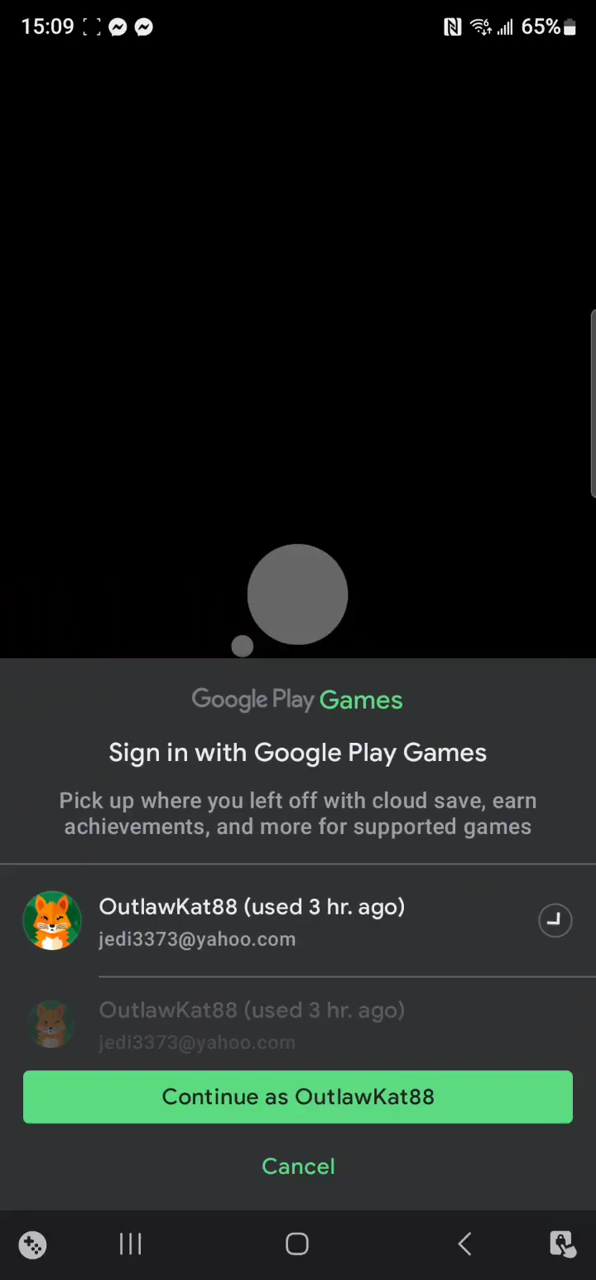 15:09
65%
Google Play Games
Sign in with Google Play Games
Pick up where you left off with cloud save, earn
achievements, and more for supported games
OutlawKat88 (used 3 hr. ago)
jedi3373@yahoo.com
OutlawKat88 (used 3 hr. ago)
jedi3373@yahoo.com
Continue as OutlawKat88
Cancel